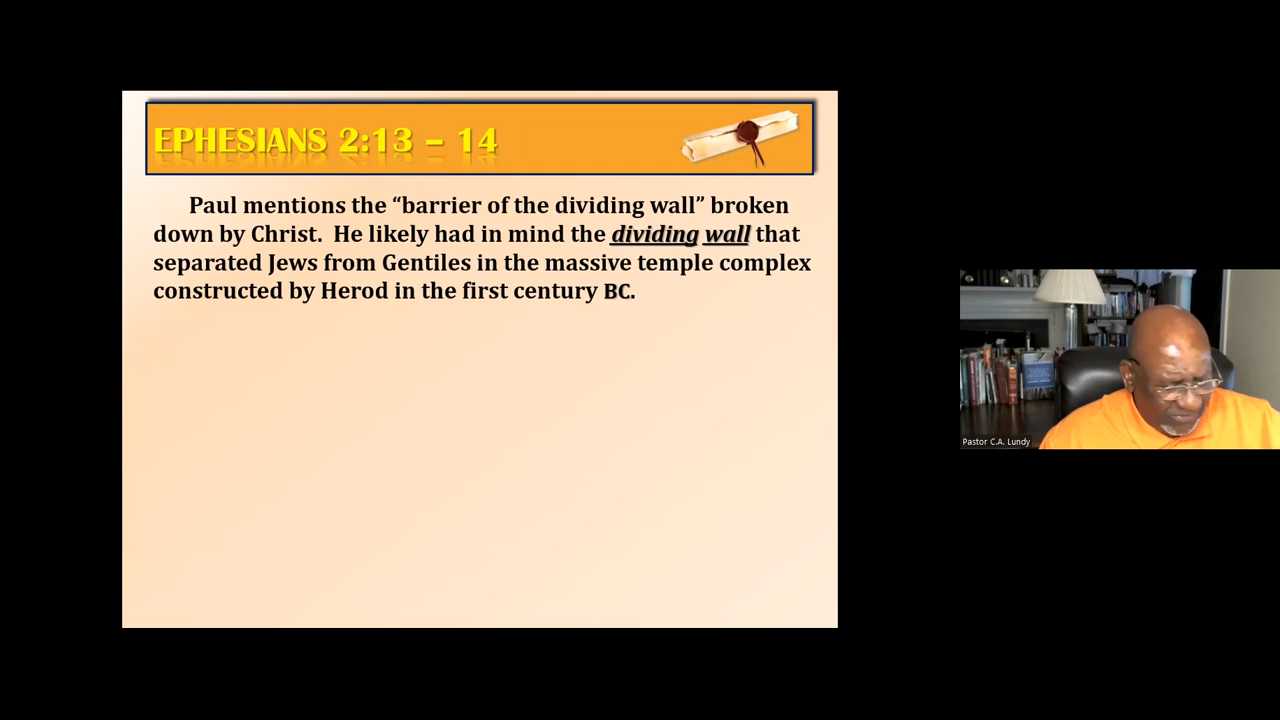 EPHESIANS 2:13 – 14
Paul mentions the “barrier of the dividing wall” broken
down by Christ.  He likely had in mind the dividing wall that
separated Jews from Gentiles in the massive temple complex
constructed by Herod in the first century BC.
Pastor C.A. Lundy